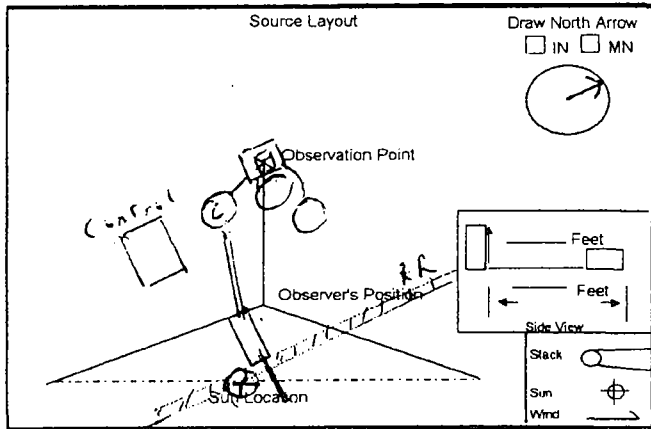 Source Layout
Draw North Arrow
IN MN
Observation Point
C
Control
Feet
RR
Observer's Position
Feet
Side View
Stack
Sun Location
Sun
Wind